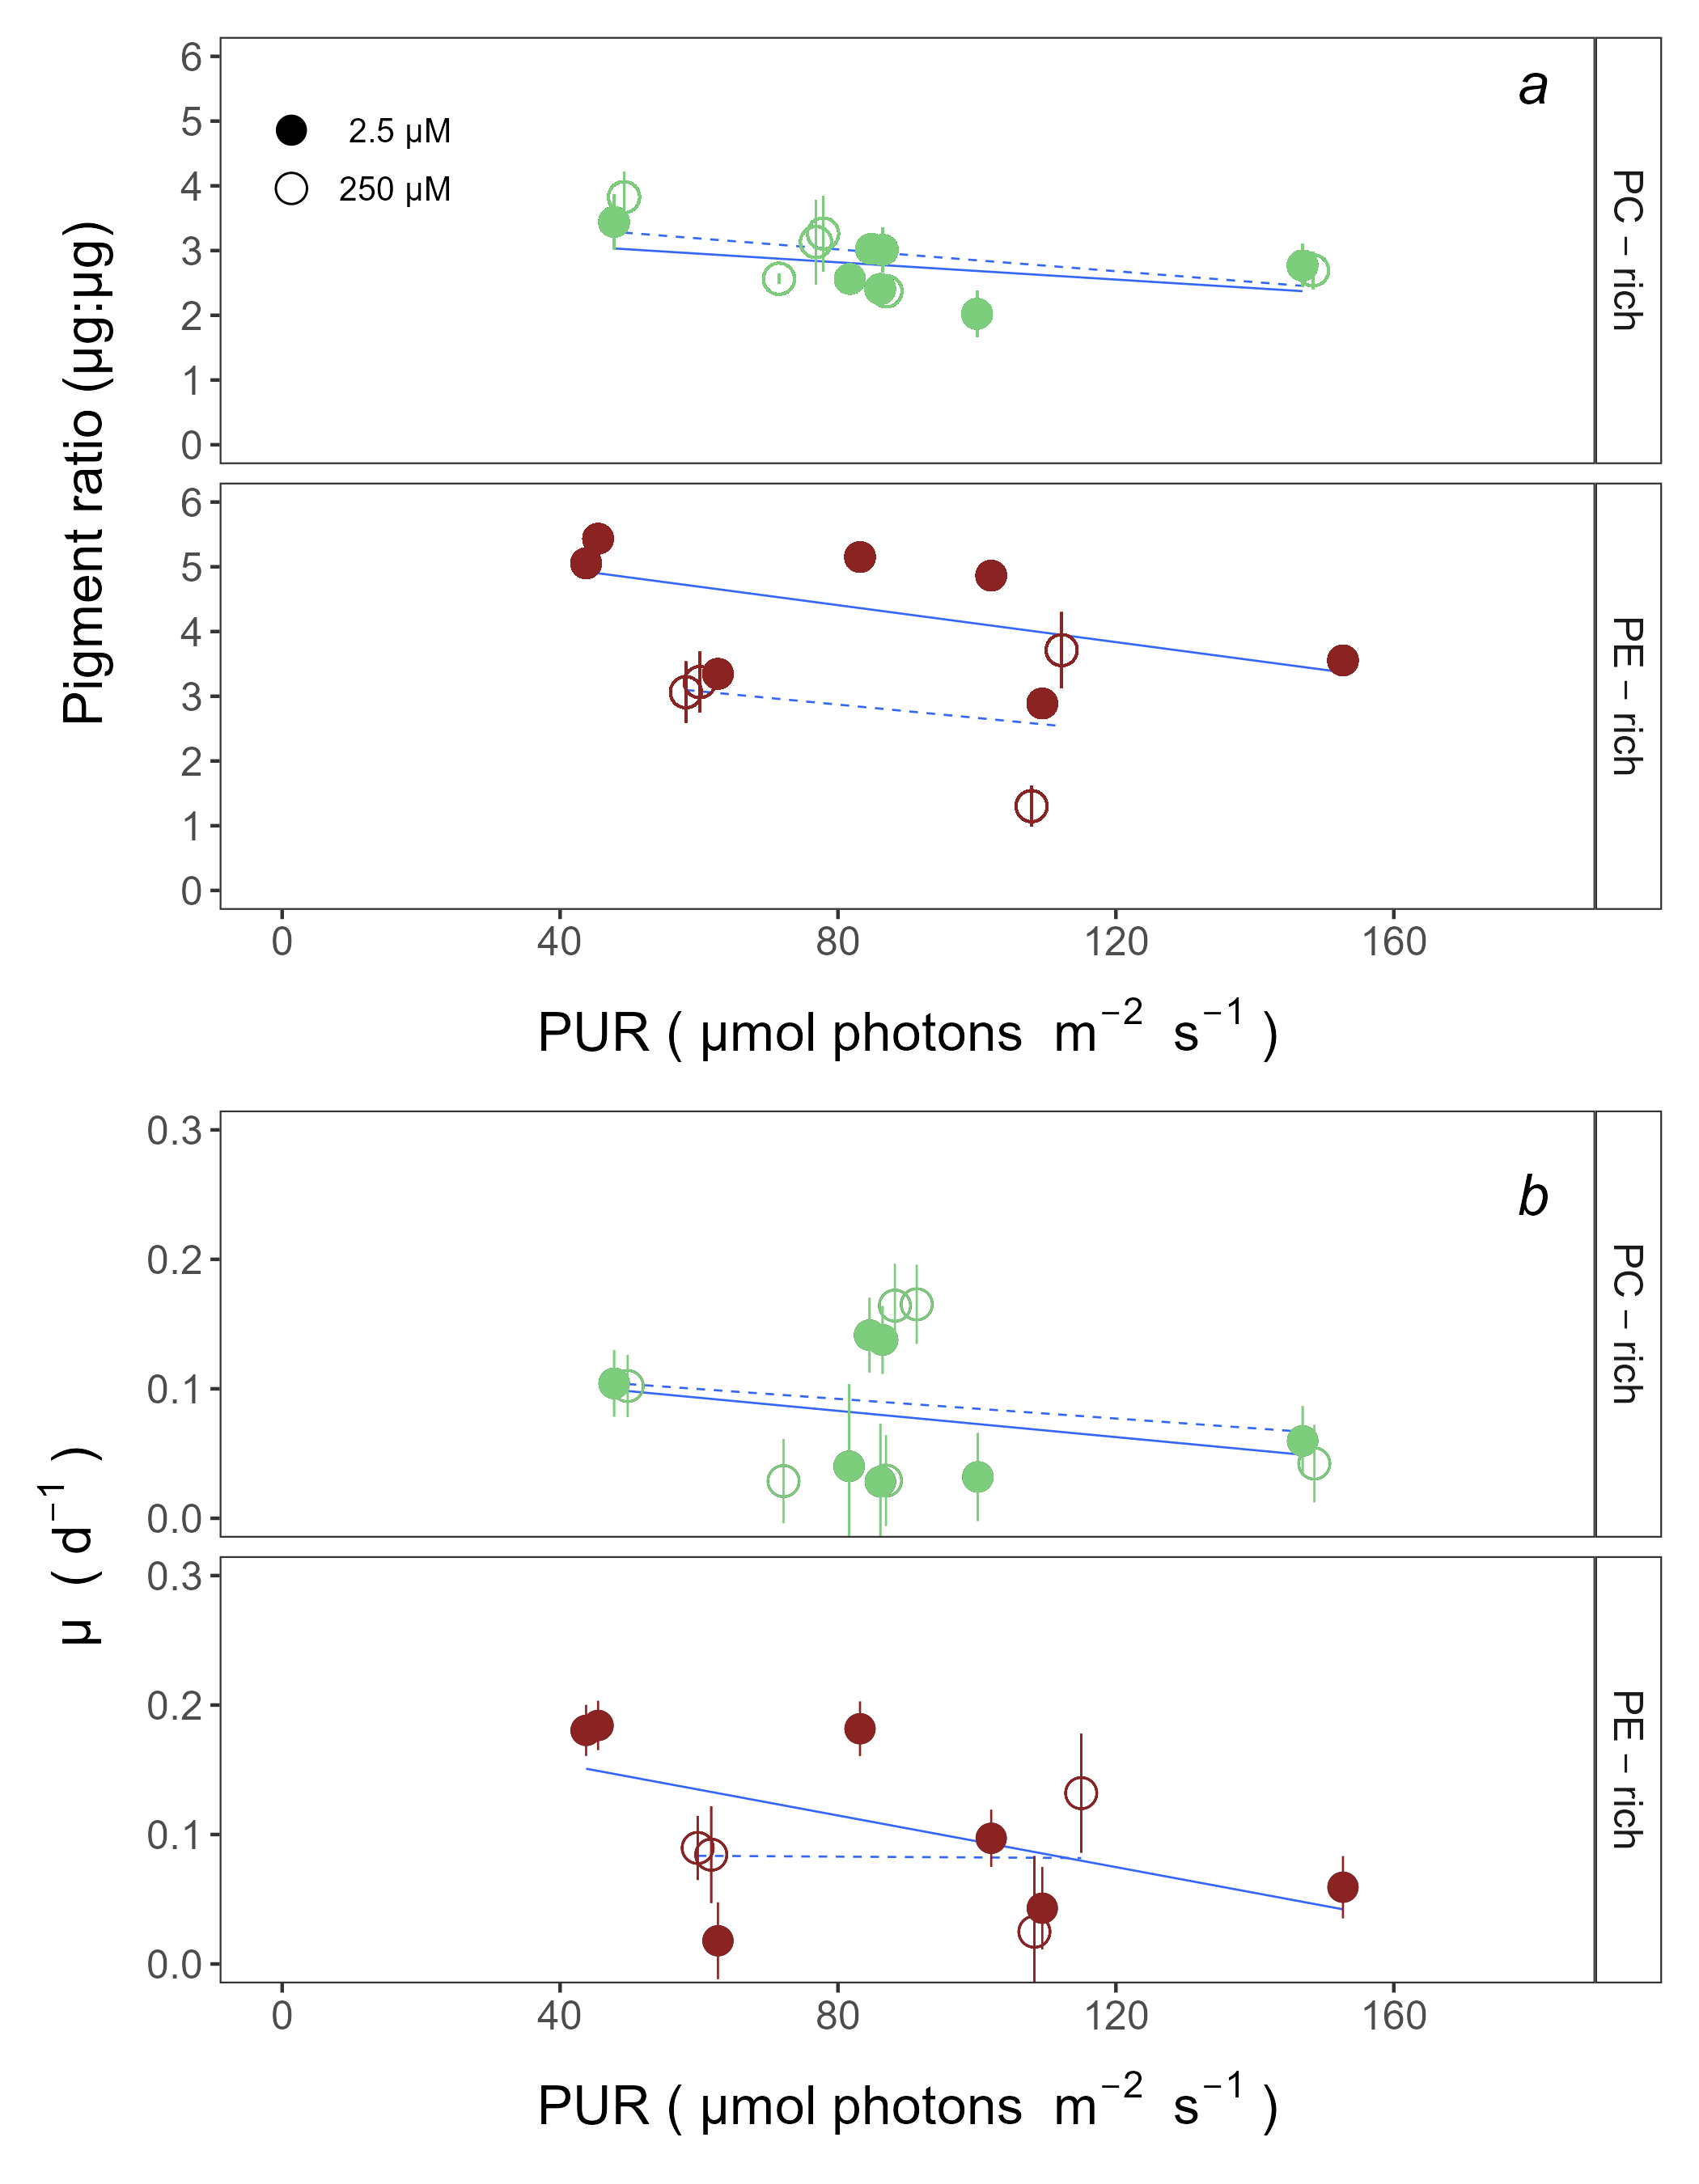 Pigment ratio (µg:µg)
6
5
4
3
2
1
0
2.5 µM
250 µM
a
PC – rich
6
5
4
3
2
1
0
PE – rich
0 40 80 120 160
PUR ( µmol photons m⁻² s⁻¹ )
µ ( d⁻¹ )
0.3
0.2
0.1
0.0
b
PC – rich
0.3
0.2
0.1
0.0
PE – rich
0 40 80 120 160
PUR ( µmol photons m⁻² s⁻¹ )